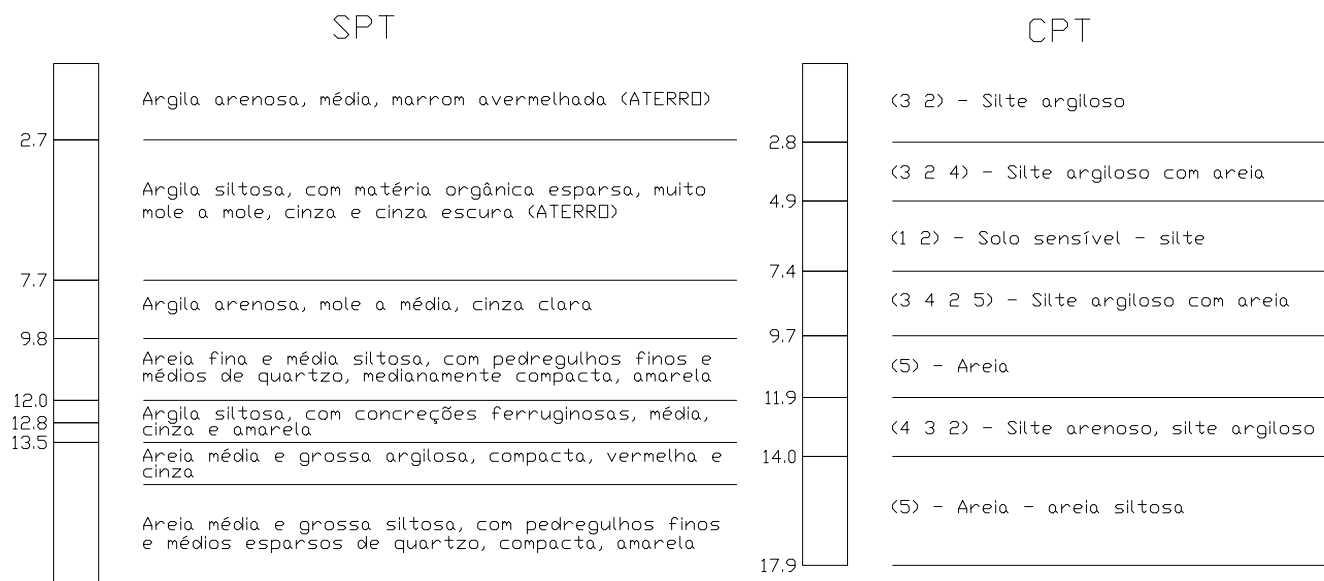 SPT
Argila arenosa, média, marrom avermelhada (ATERRO)
2.7
Argila siltosa, com matéria orgânica esparsa, muito
mole a mole, cinza e cinza escura (ATERRO)
7.7
Argila arenosa, mole a média, cinza clara
9.8
Areia fina e média siltosa, com pedregulhos finos e
médios de quartzo, medianamente compacta, amarela
12.0
Argila siltosa, com concreções ferruginosas, média,
cinza e amarela
12.8
13.5
Areia média e grossa argilosa, compacta, vermelha e
cinza
Areia média e grossa siltosa, com pedregulhos finos
e médios esparsos de quartzo, compacta, amarela
CPT
(3 2) - Silte argiloso
2.8
(3 2 4) - Silte argiloso com areia
4.9
(1 2) - Solo sensível - silte
7.4
(3 4 2 5) - Silte argiloso com areia
9.7
(5) - Areia
11.9
(4 3 2) - Silte arenoso, silte argiloso
14.0
(5) - Areia - areia siltosa
17.9